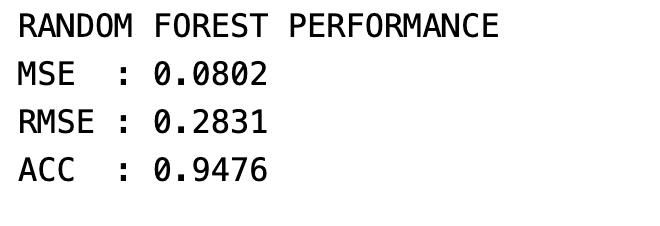 RANDOM FOREST PERFORMANCE
MSE  : 0.0802
RMSE : 0.2831
ACC  : 0.9476